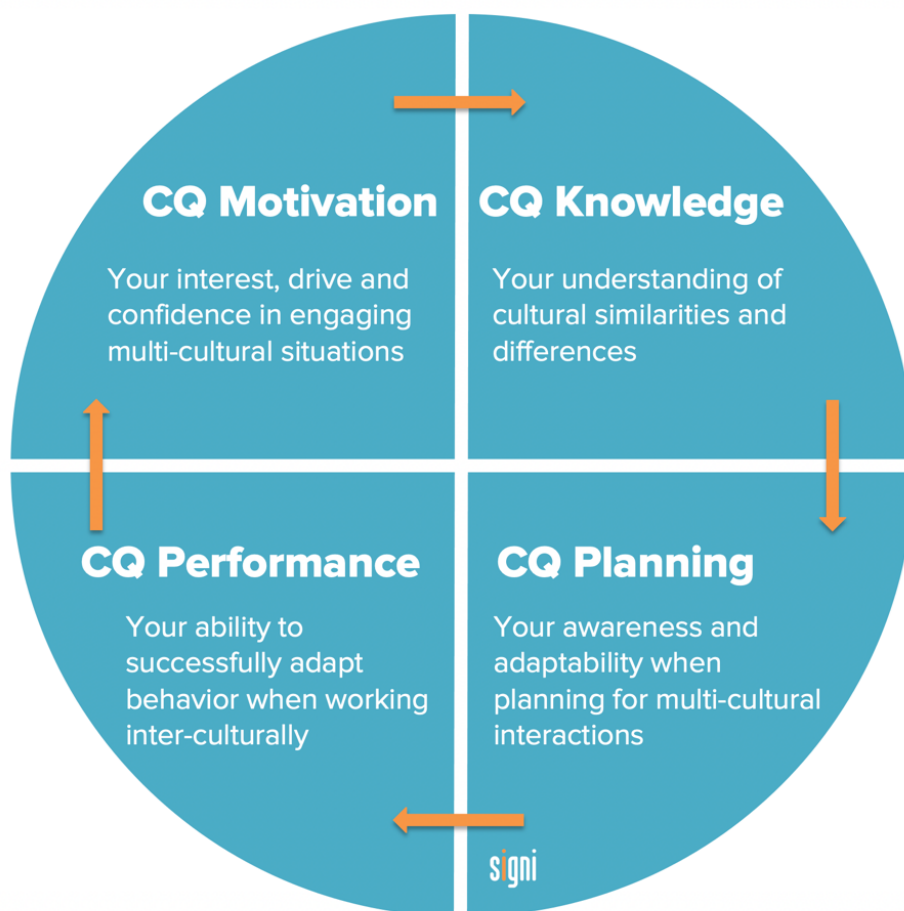 CQ Motivation
Your interest, drive and
confidence in engaging
multi-cultural situations
CQ Knowledge
Your understanding of
cultural similarities and
differences
CQ Performance
Your ability to
successfully adapt
behavior when working
inter-culturally
CQ Planning
Your awareness and
adaptability when
planning for multi-cultural
interactions
signi